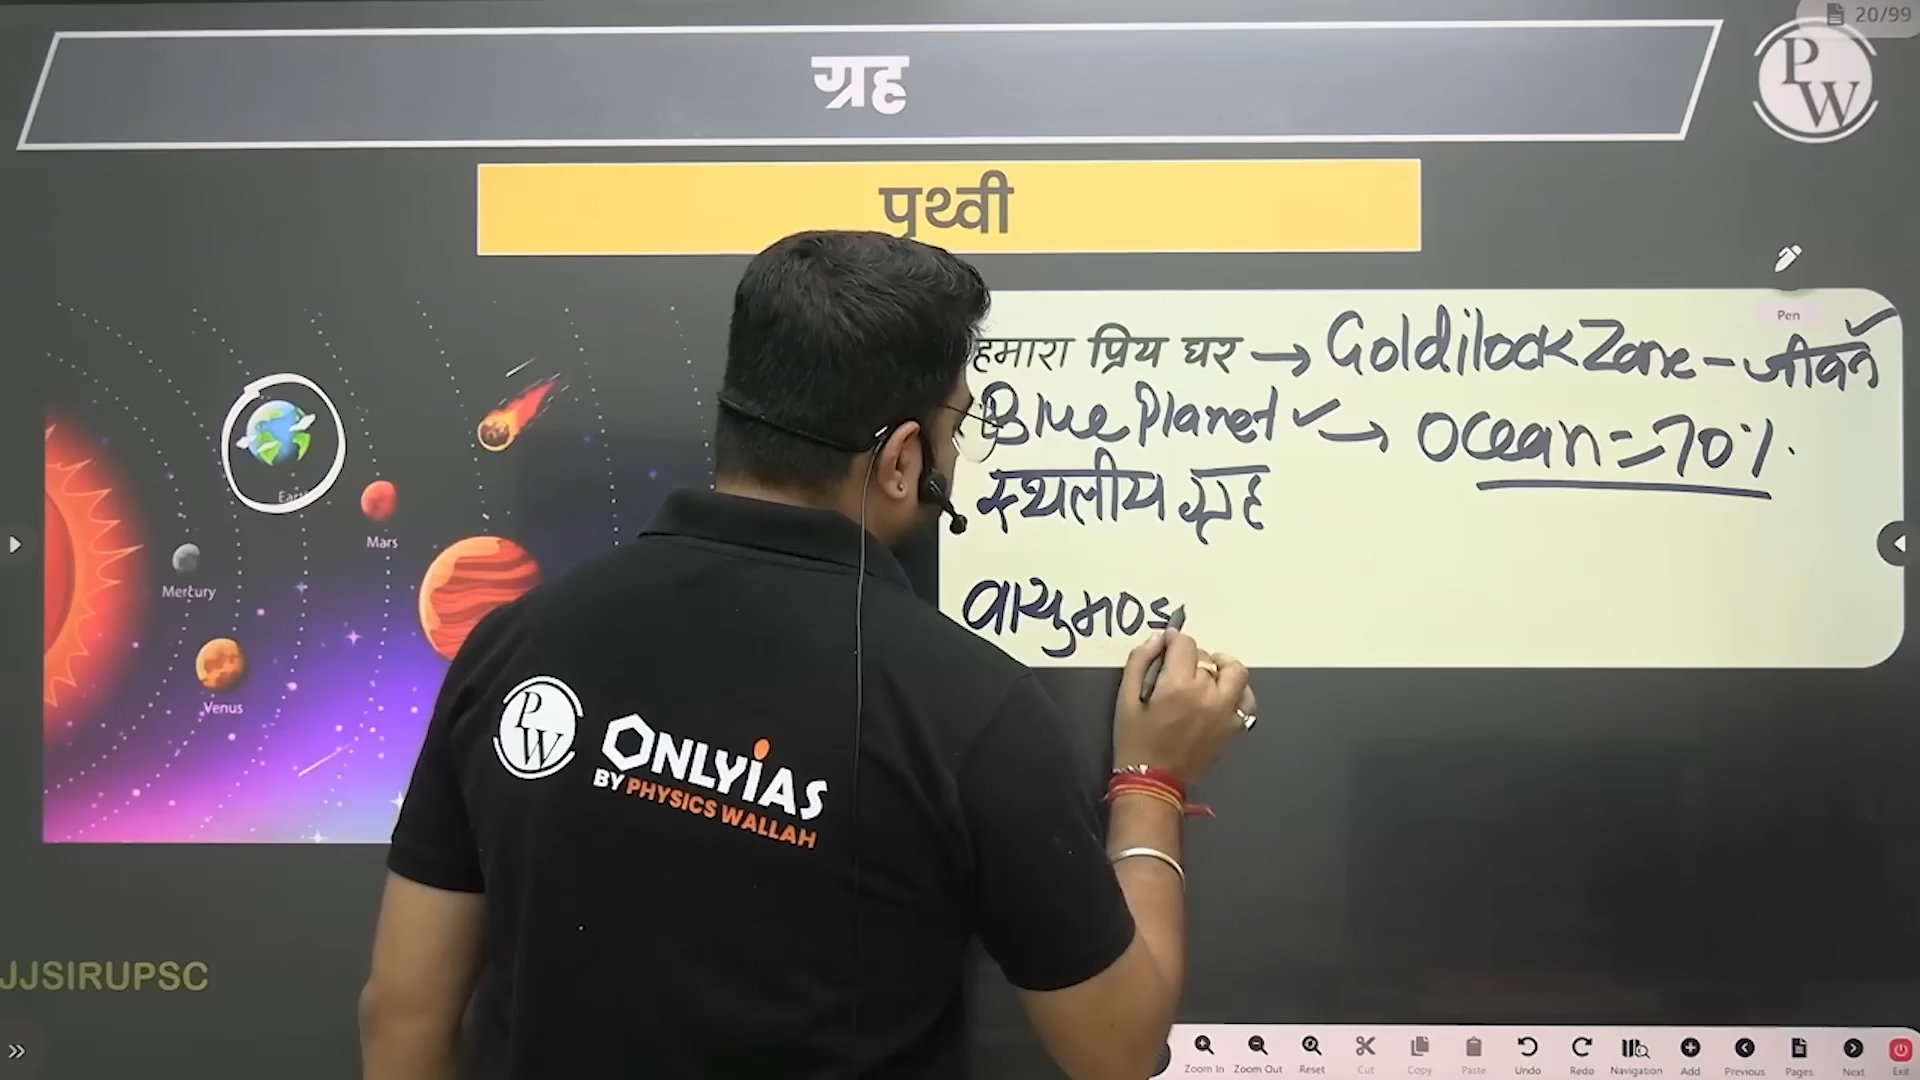 20/99
ग्रह
PW
पृथ्वी
Pen
हमारा प्रिय घर → Goldilock Zone - जीवन
Blue Planet ✓ → Ocean = 70%.
स्थलीय ग्रह
वायुमण्ड
Earth
Mars
Mercury
Venus
PW ONLYIAS
BY PHYSICS WALLAH
JJSIRUPSC
Zoom In Zoom Out Reset Cut Copy Paste Undo Redo Navigation Add Previous Pages Next Exit